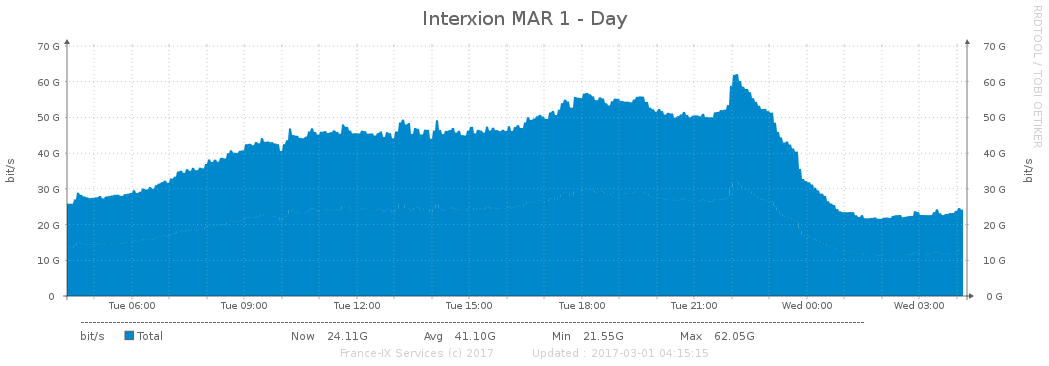 Interxion MAR 1 - Day
RRDTOOL / TOBI OETIKER
70 G 70 G
60 G 60 G
50 G 50 G
40 G 40 G
30 G 30 G
20 G 20 G
10 G 10 G
0 0 G
bit/s bit/s
Tue 06:00 Tue 09:00 Tue 12:00 Tue 15:00 Tue 18:00 Tue 21:00 Wed 00:00 Wed 03:00
bit/s Total Now 24.11G Avg 41.10G Min 21.55G Max 62.05G
France-IX Services (c) 2017 Updated : 2017-03-01 04:15:15